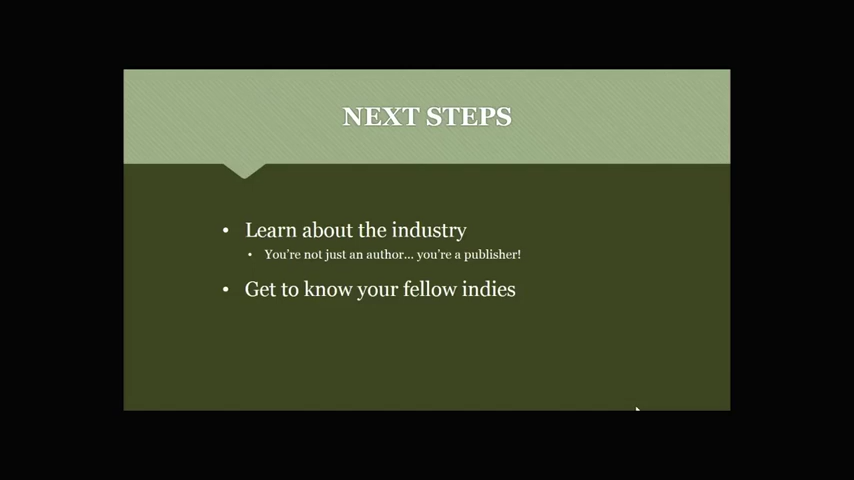 NEXT STEPS
• Learn about the industry
• You're not just an author... you're a publisher!
• Get to know your fellow indies